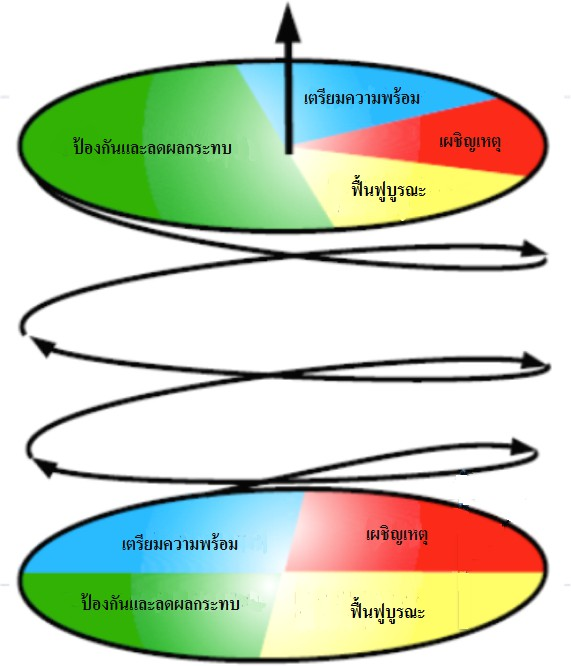 เตรียมความพร้อม
ป้องกันและลดผลกระทบ
เผชิญเหตุ
ฟื้นฟูบูรณะ
เตรียมความพร้อม
เผชิญเหตุ
ป้องกันและลดผลกระทบ
ฟื้นฟูบูรณะ